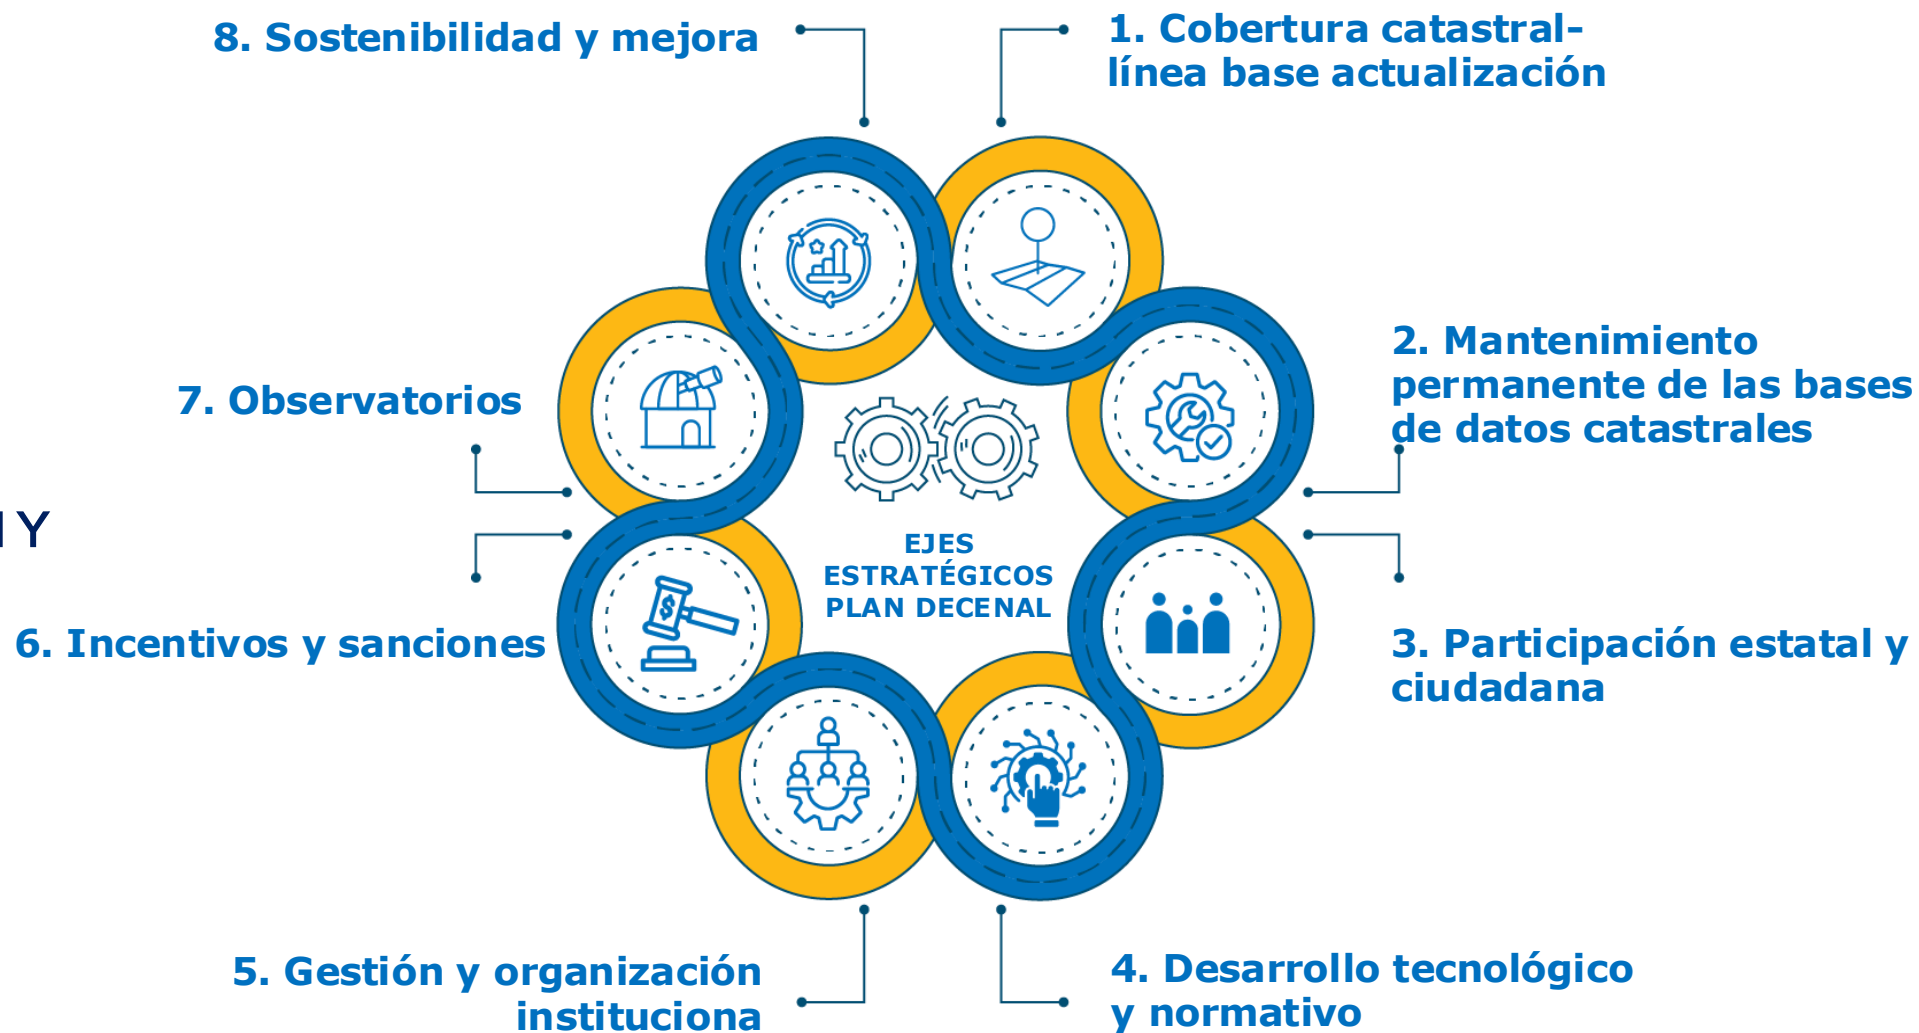 8. Sostenibilidad y mejora
1. Cobertura catastral-
línea base actualización
2. Mantenimiento
permanente de las bases
de datos catastrales
7. Observatorios
Y
EJES
ESTRATÉGICOS
PLAN DECENAL
$
6. Incentivos y sanciones
3. Participación estatal y
ciudadana
5. Gestión y organización
instituciona
4. Desarrollo tecnológico
y normativo